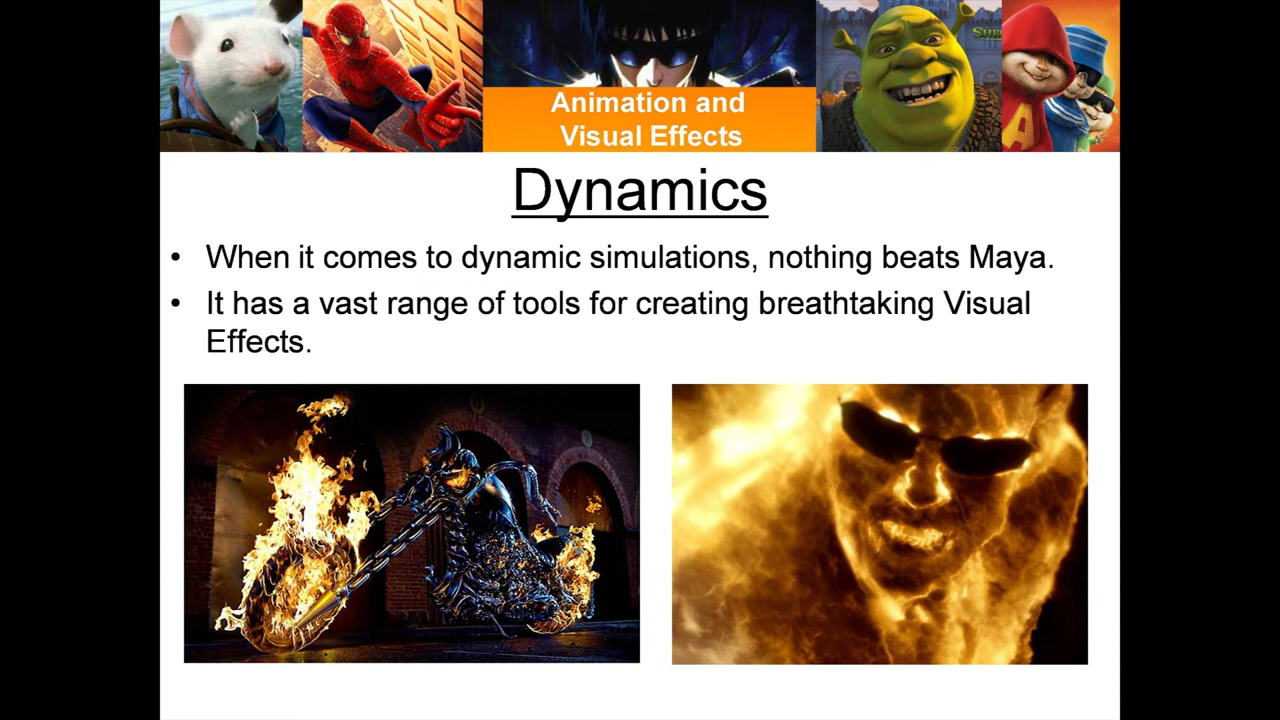 Animation and
Visual Effects
Dynamics
• When it comes to dynamic simulations, nothing beats Maya.
• It has a vast range of tools for creating breathtaking Visual
Effects.